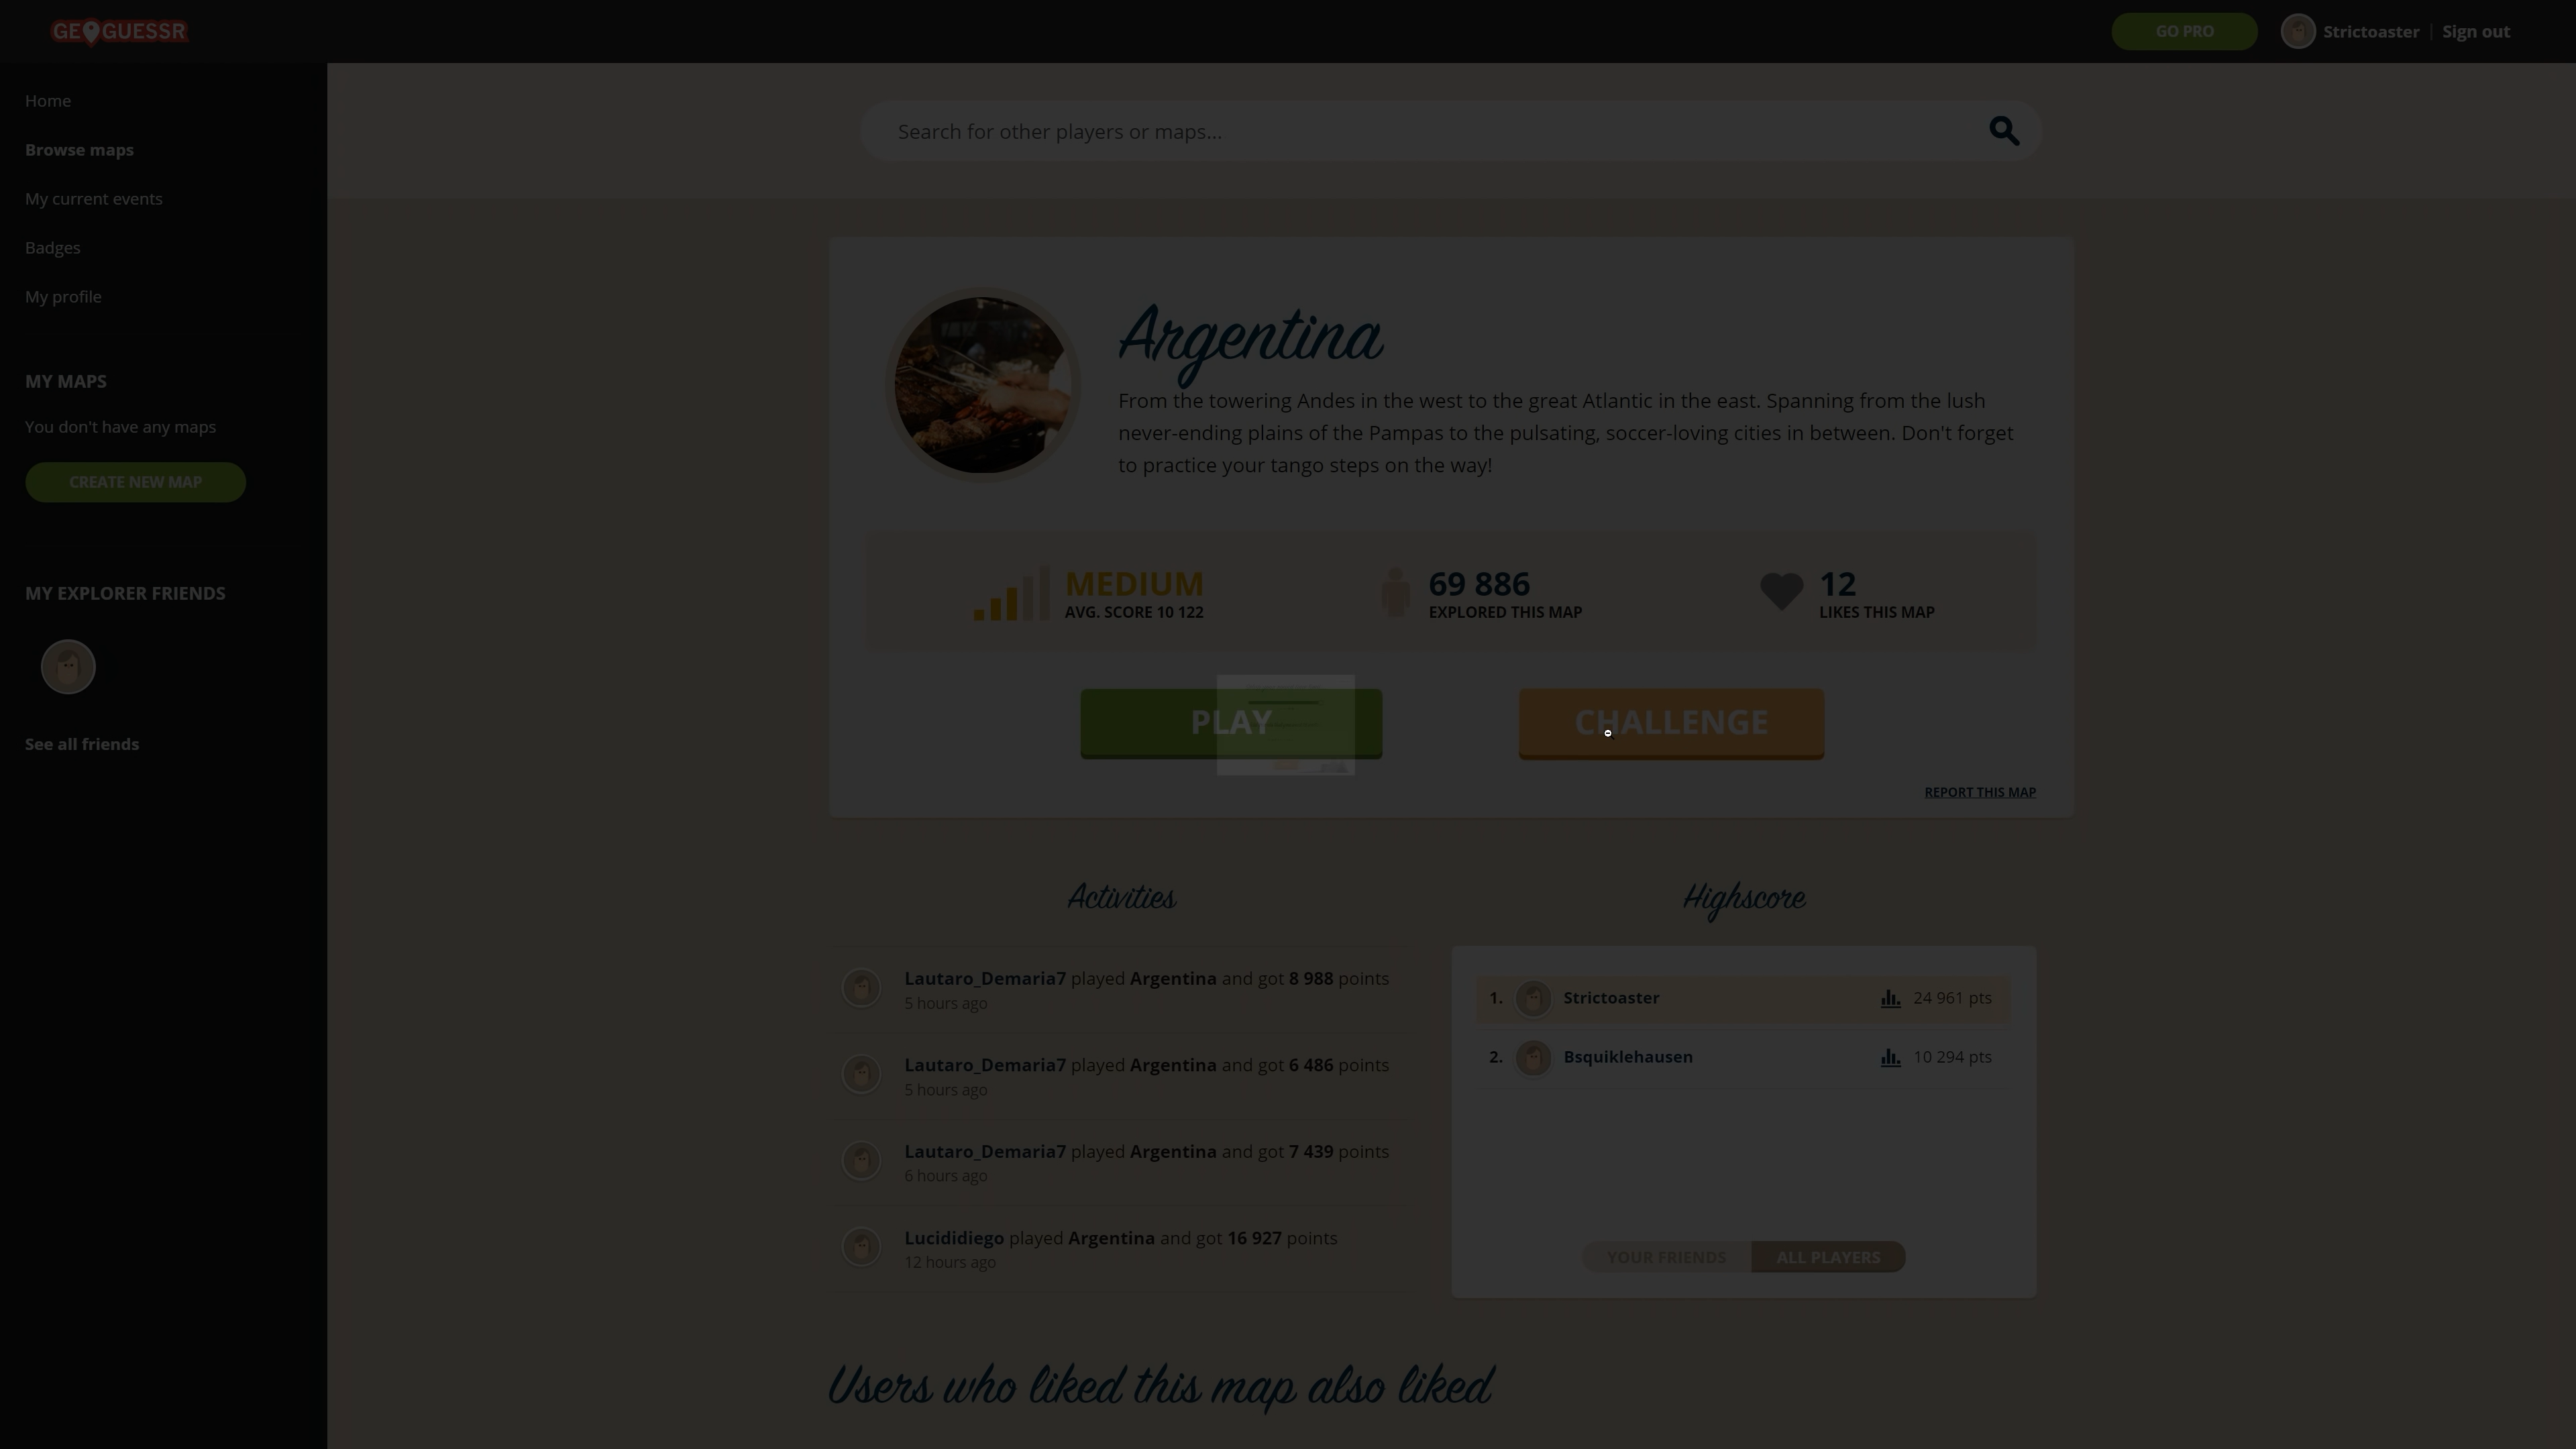 GEOGUESSR
GO PRO
Strictoaster | Sign out
Home
Browse maps
My current events
Badges
My profile
MY MAPS
You don't have any maps
CREATE NEW MAP
MY EXPLORER FRIENDS
See all friends
Search for other players or maps...
Argentina
From the towering Andes in the west to the great Atlantic in the east. Spanning from the lush
never-ending plains of the Pampas to the pulsating, soccer-loving cities in between. Don't forget
to practice your tango steps on the way!
MEDIUM
AVG. SCORE 10 122
69 886
EXPLORED THIS MAP
12
LIKES THIS MAP
PLAY
CHALLENGE
REPORT THIS MAP
Activities
Lautaro_Demaria7 played Argentina and got 8 988 points
5 hours ago
Lautaro_Demaria7 played Argentina and got 6 486 points
5 hours ago
Lautaro_Demaria7 played Argentina and got 7 439 points
6 hours ago
Lucididiego played Argentina and got 16 927 points
12 hours ago
Highscore
1. Strictoaster 24 961 pts
2. Bsquiklehausen 10 294 pts
YOUR FRIENDS ALL PLAYERS
Users who liked this map also liked